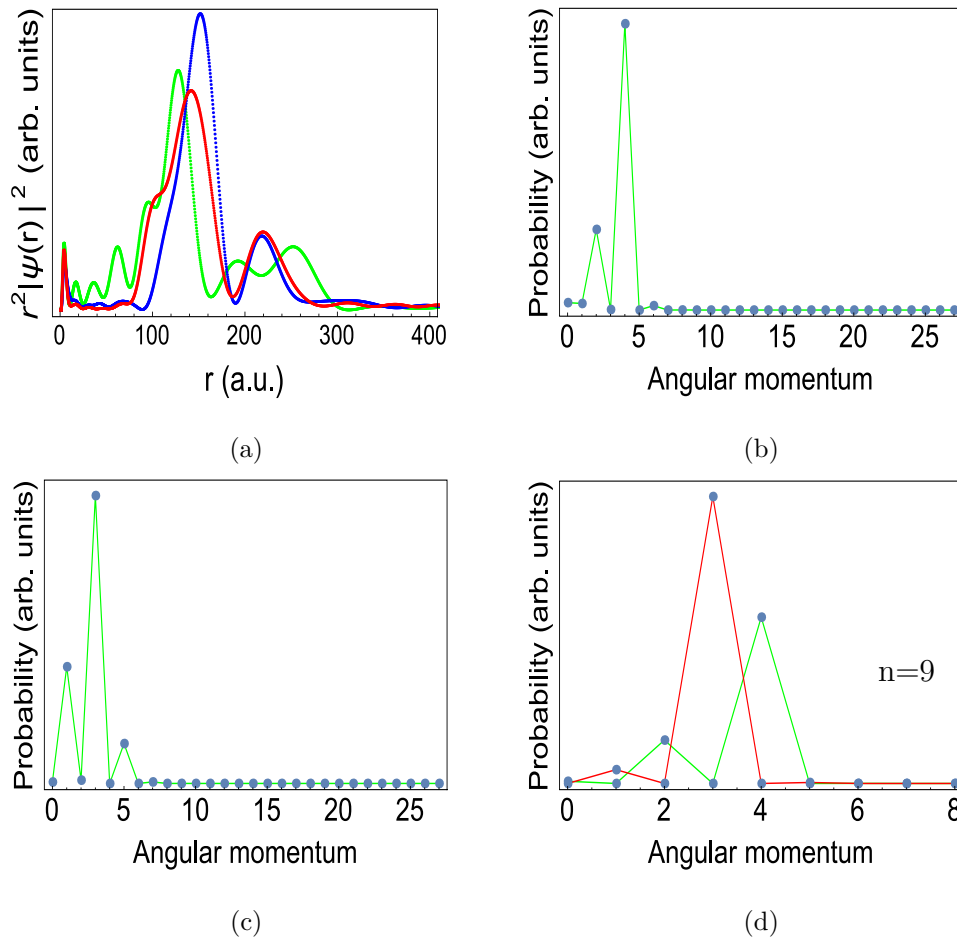 r²|ψ(r)|² (arb. units)
0 100 200 300 400
r (a.u.)
(a)
Probability (arb. units)
0 5 10 15 20 25
Angular momentum
(b)
Probability (arb. units)
0 5 10 15 20 25
Angular momentum
(c)
Probability (arb. units)
n=9
0 2 4 6 8
Angular momentum
(d)